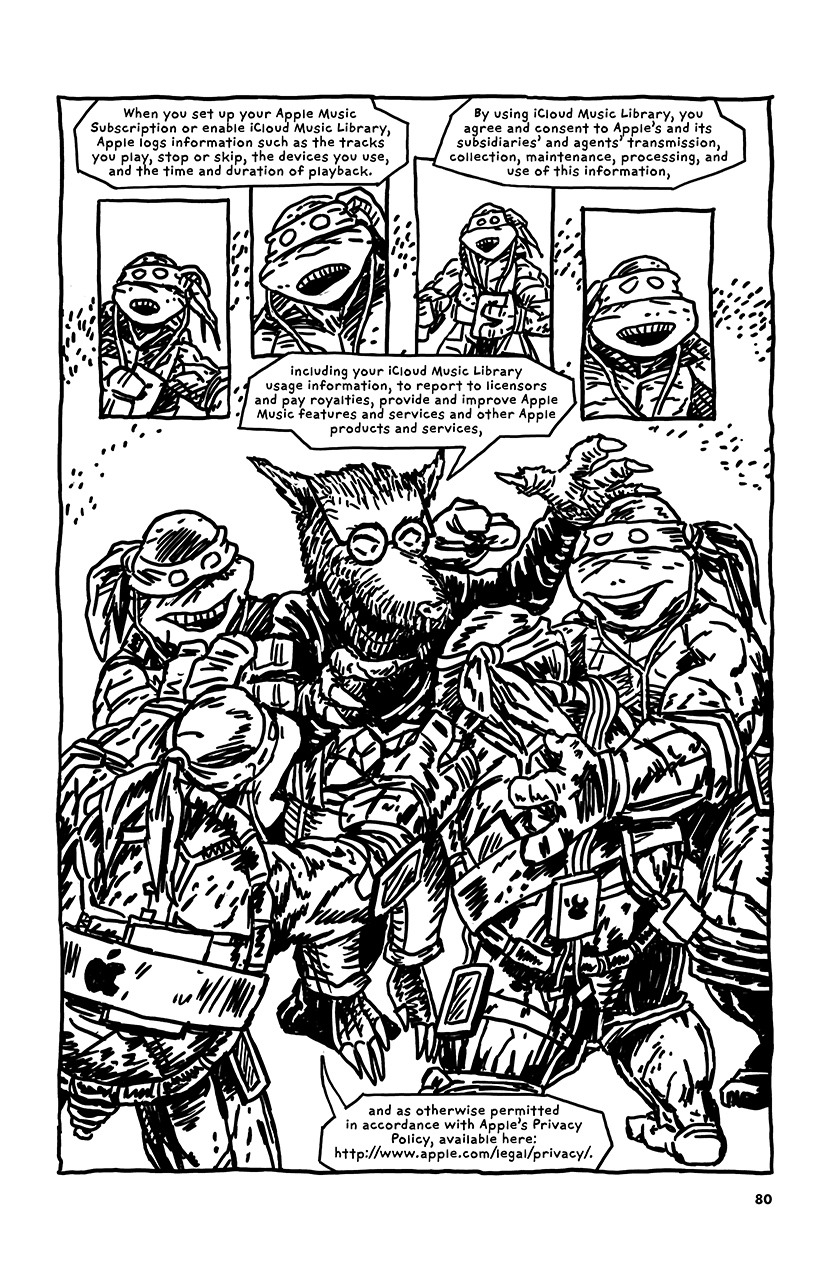 When you set up your Apple Music
Subscription or enable iCloud Music Library,
Apple logs information such as the tracks
you play, stop or skip, the devices you use,
and the time and duration of playback.
By using iCloud Music Library, you
agree and consent to Apple's and its
subsidiaries' and agents' transmission,
collection, maintenance, processing, and
use of this information,
including your iCloud Music Library
usage information, to report to licensors
and pay royalties, provide and improve Apple
Music features and services and other Apple
products and services,
and as otherwise permitted
in accordance with Apple's Privacy
Policy, available here:
http://www.apple.com/legal/privacy/.
80